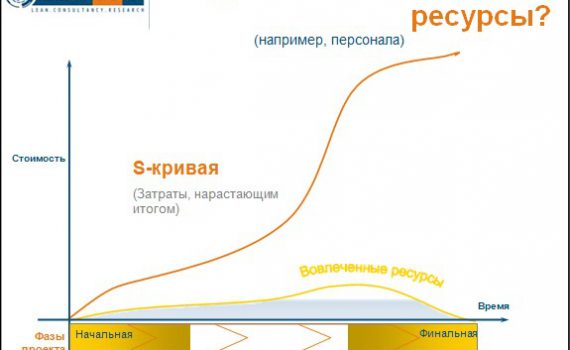 LEAN CONSULTANCY RESEARCH
ресурсы?
(например, персонала)
Стоимость
S-кривая
(Затраты, нарастающим
итогом)
Вовлеченные ресурсы
Время
Фазы
проекта
Начальная
Финальная